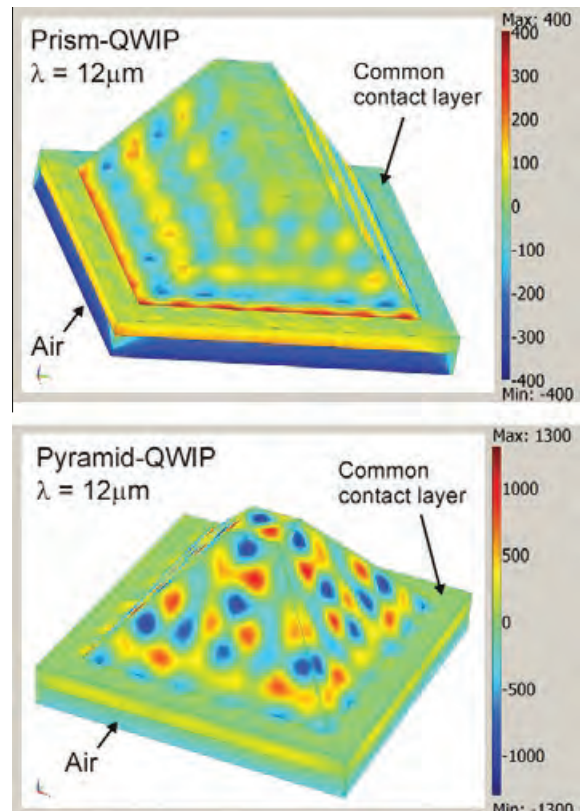 Prism-QWIP
λ = 12μm
Common
contact layer
Air
Max: 400
400
300
200
100
0
-100
-200
-300
-400
Min: -400
Pyramid-QWIP
λ = 12μm
Common
contact layer
Air
Max: 1300
1000
500
0
-500
-1000
Min: -1300